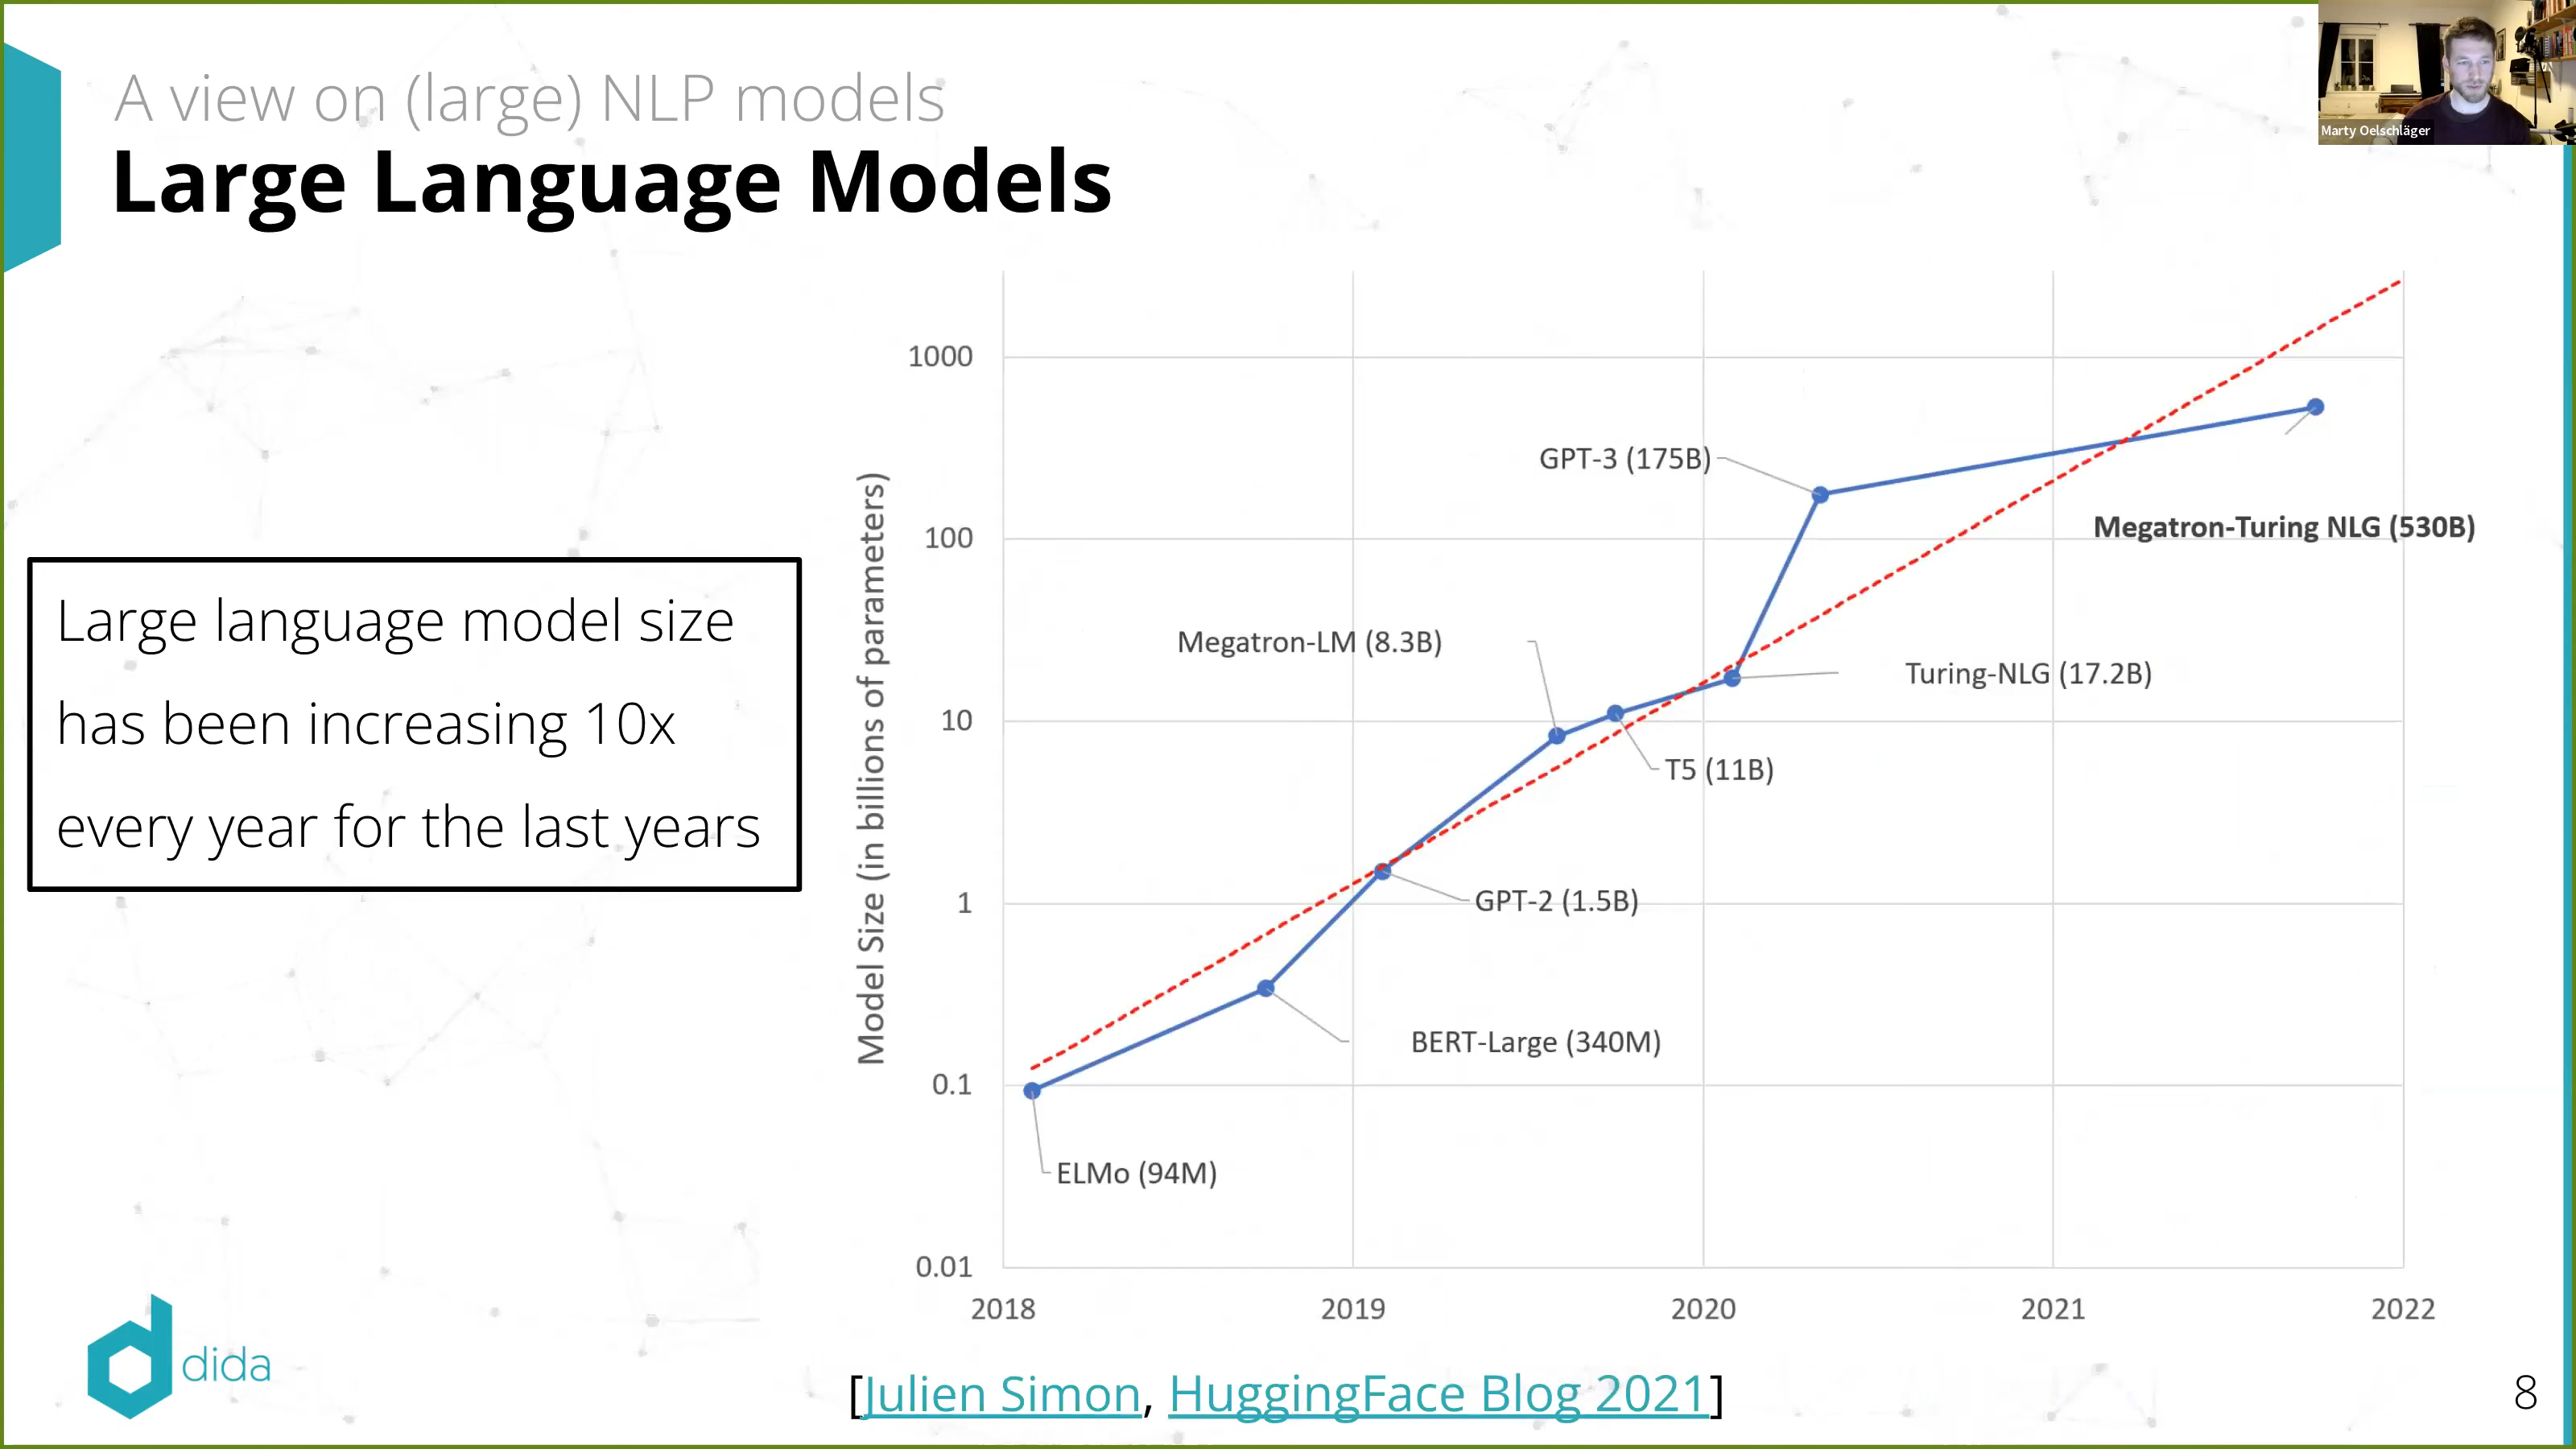 A view on (large) NLP models
Large Language Models
Marty Oelschläger
Large language model size
has been increasing 10x
every year for the last years
Model Size (in billions of parameters)
1000
100
10
1
0.1
0.01
2018
2019
2020
2021
2022
GPT-3 (175B)
Megatron-Turing NLG (530B)
Megatron-LM (8.3B)
Turing-NLG (17.2B)
T5 (11B)
GPT-2 (1.5B)
BERT-Large (340M)
ELMo (94M)
dida
[Julien Simon, HuggingFace Blog 2021]
8